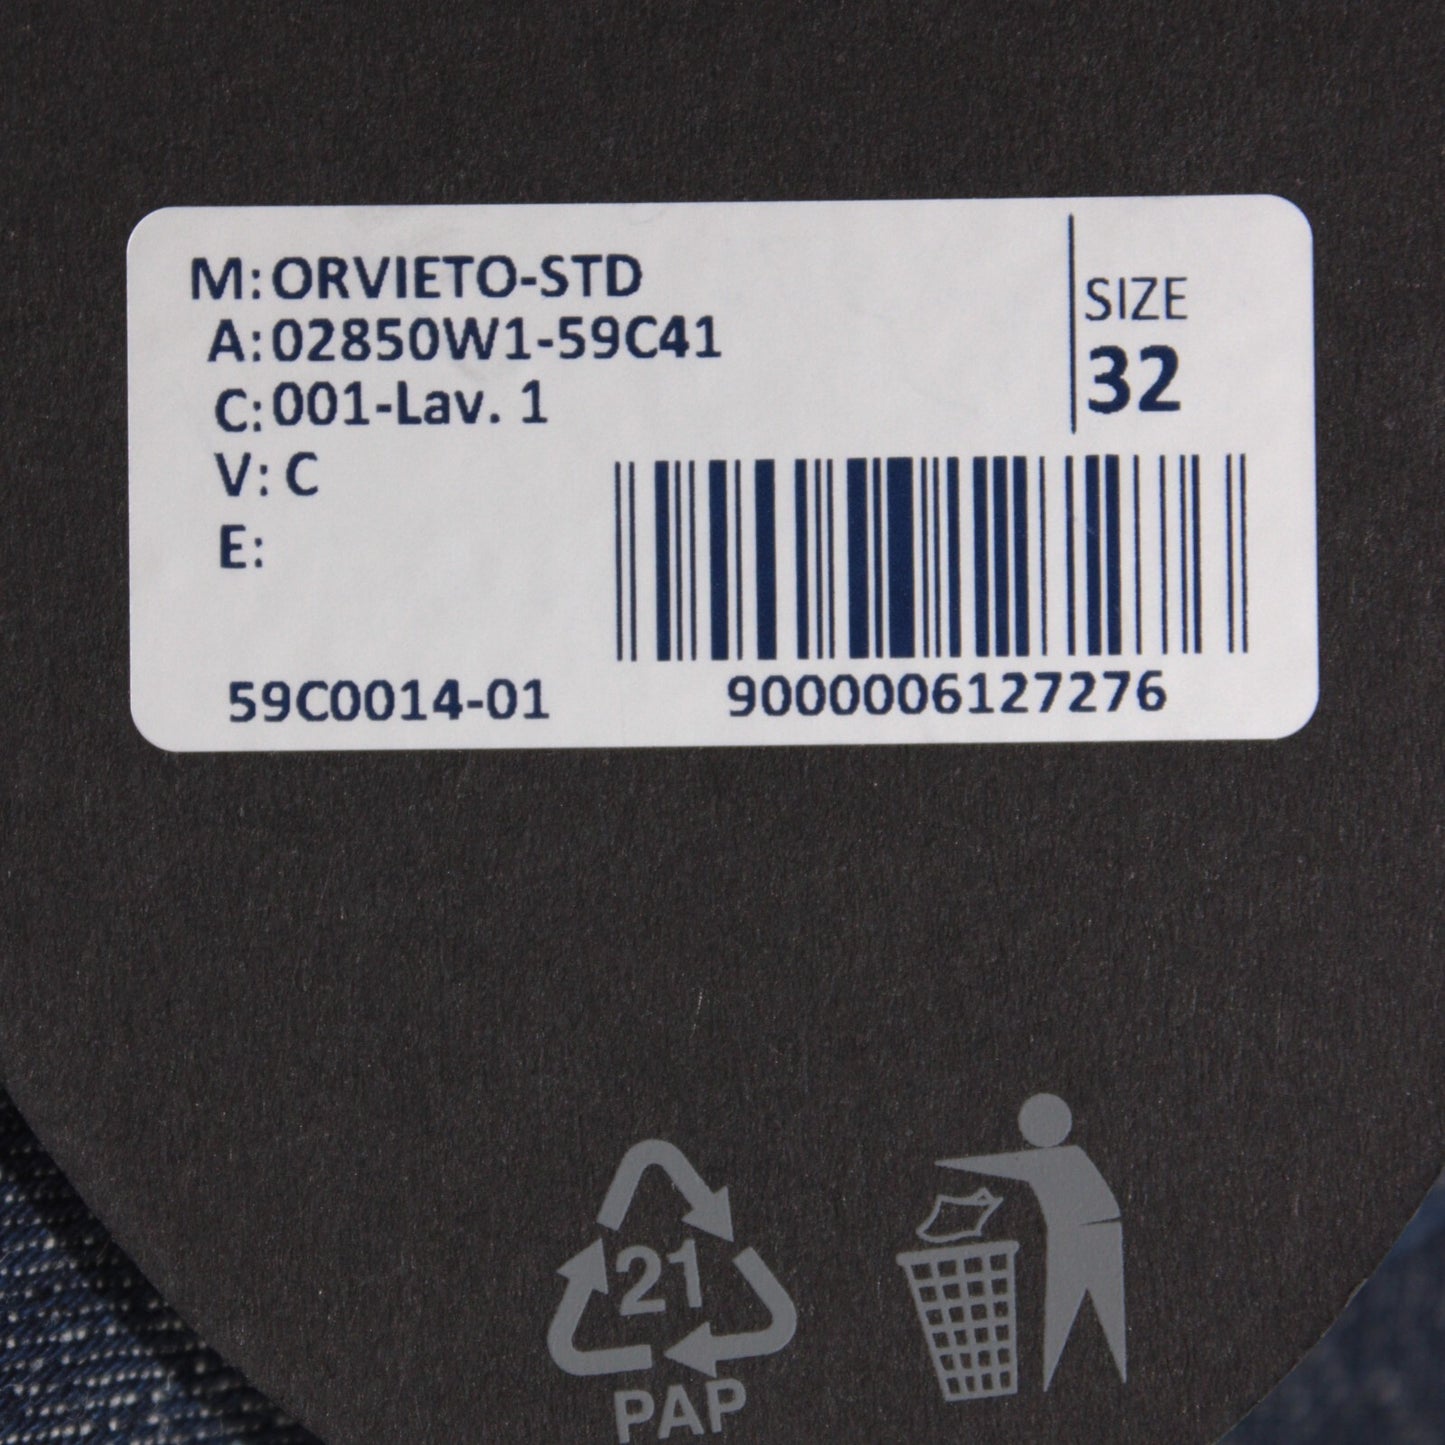 M: ORVIETO-STD
A: 02850W1-59C41
C: 001-Lav. 1
V: C
E:
SIZE
32
59C0014-01
9000006127276
21
PAP